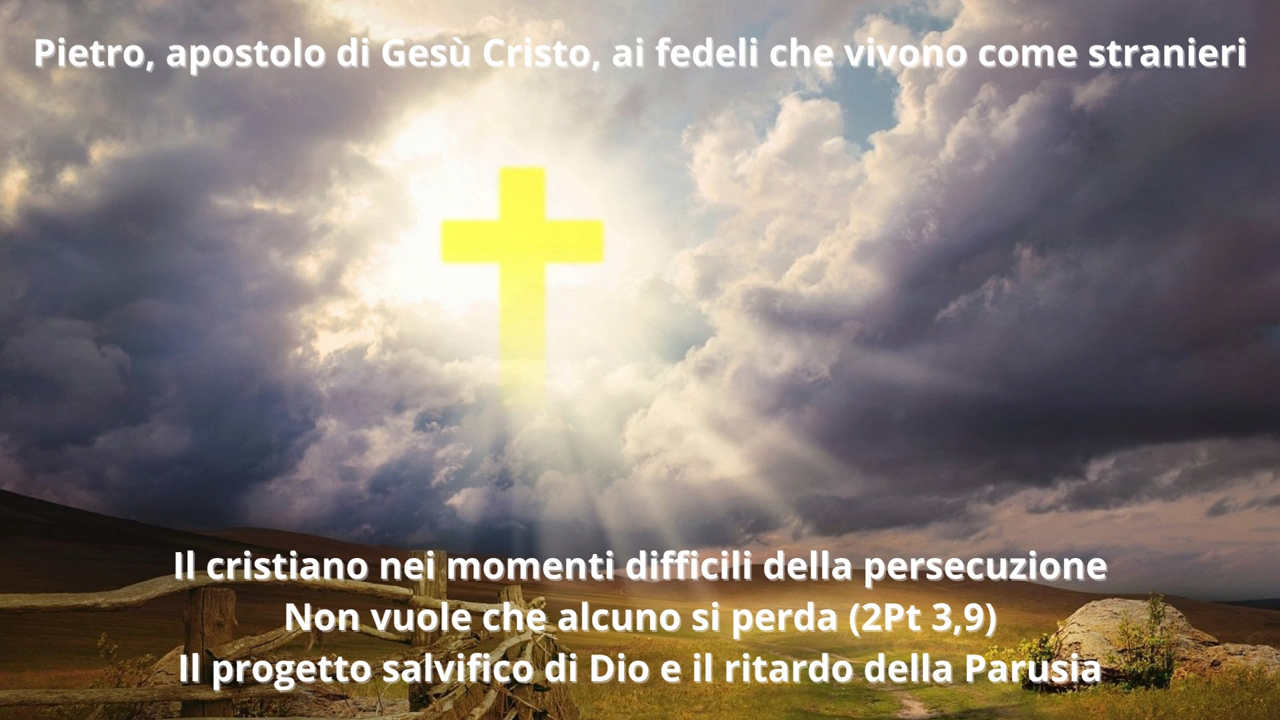 Pietro, apostolo di Gesù Cristo, ai fedeli che vivono come stranieri
Il cristiano nei momenti difficili della persecuzione
Non vuole che alcuno si perda (2Pt 3,9)
Il progetto salvifico di Dio e il ritardo della Parusia